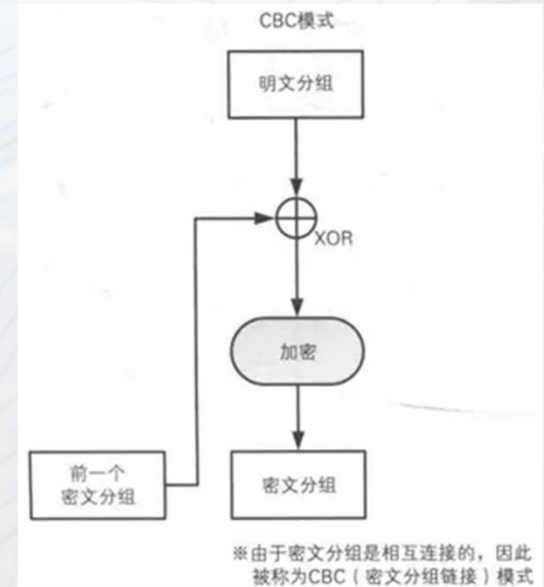 CBC模式
明文分组
XOR
加密
前一个
密文分组
密文分组
※由于密文分组是相互连接的，因此
被称为CBC（密文分组链接）模式